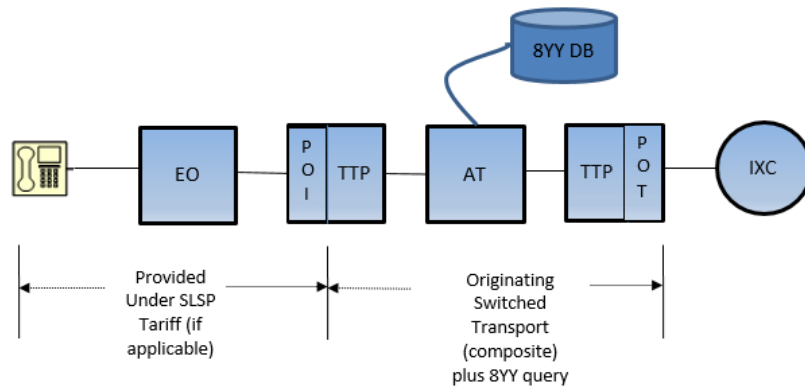 8YY DB
EO
P
O
I
TTP
AT
TTP
P
O
T
IXC
Provided
Under SLSP
Tariff (if
applicable)
Originating
Switched
Transport
(composite)
plus 8YY query